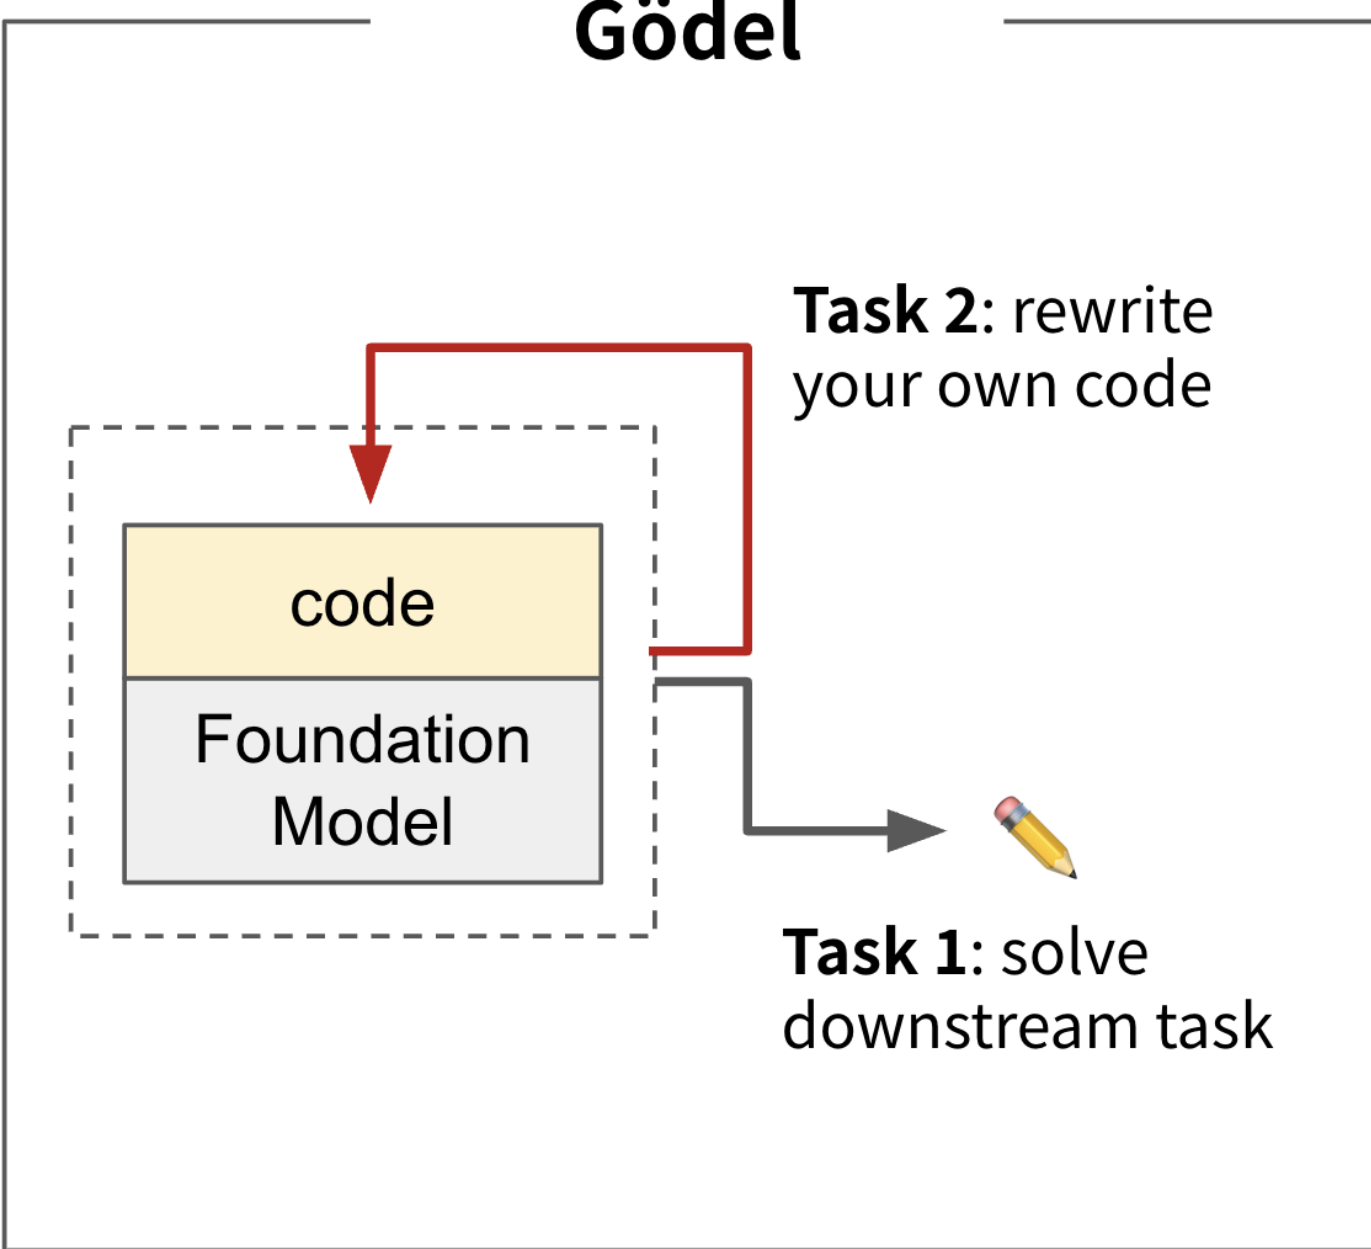 Gödel
Task 2: rewrite
your own code
code
Foundation
Model
Task 1: solve
downstream task